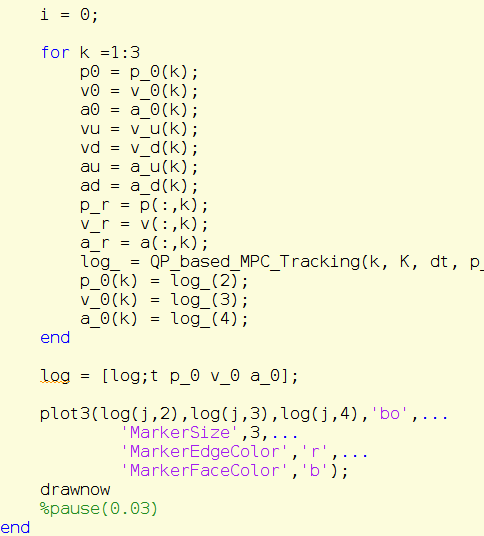 i = 0;
for k =1:3
p0 = p_0(k);
v0 = v_0(k);
a0 = a_0(k);
vu = v_u(k);
vd = v_d(k);
au = a_u(k);
ad = a_d(k);
p_r = p(:,k);
v_r = v(:,k);
a_r = a(:,k);
log_ = QP_based_MPC_Tracking(k, K, dt, p_
p_0(k) = log_(2);
v_0(k) = log_(3);
a_0(k) = log_(4);
end
log = [log;t p_0 v_0 a_0];
plot3(log(j,2),log(j,3),log(j,4),'bo',...
'MarkerSize',3,...
'MarkerEdgeColor','r',...
'MarkerFaceColor','b');
drawnow
%pause(0.03)
end